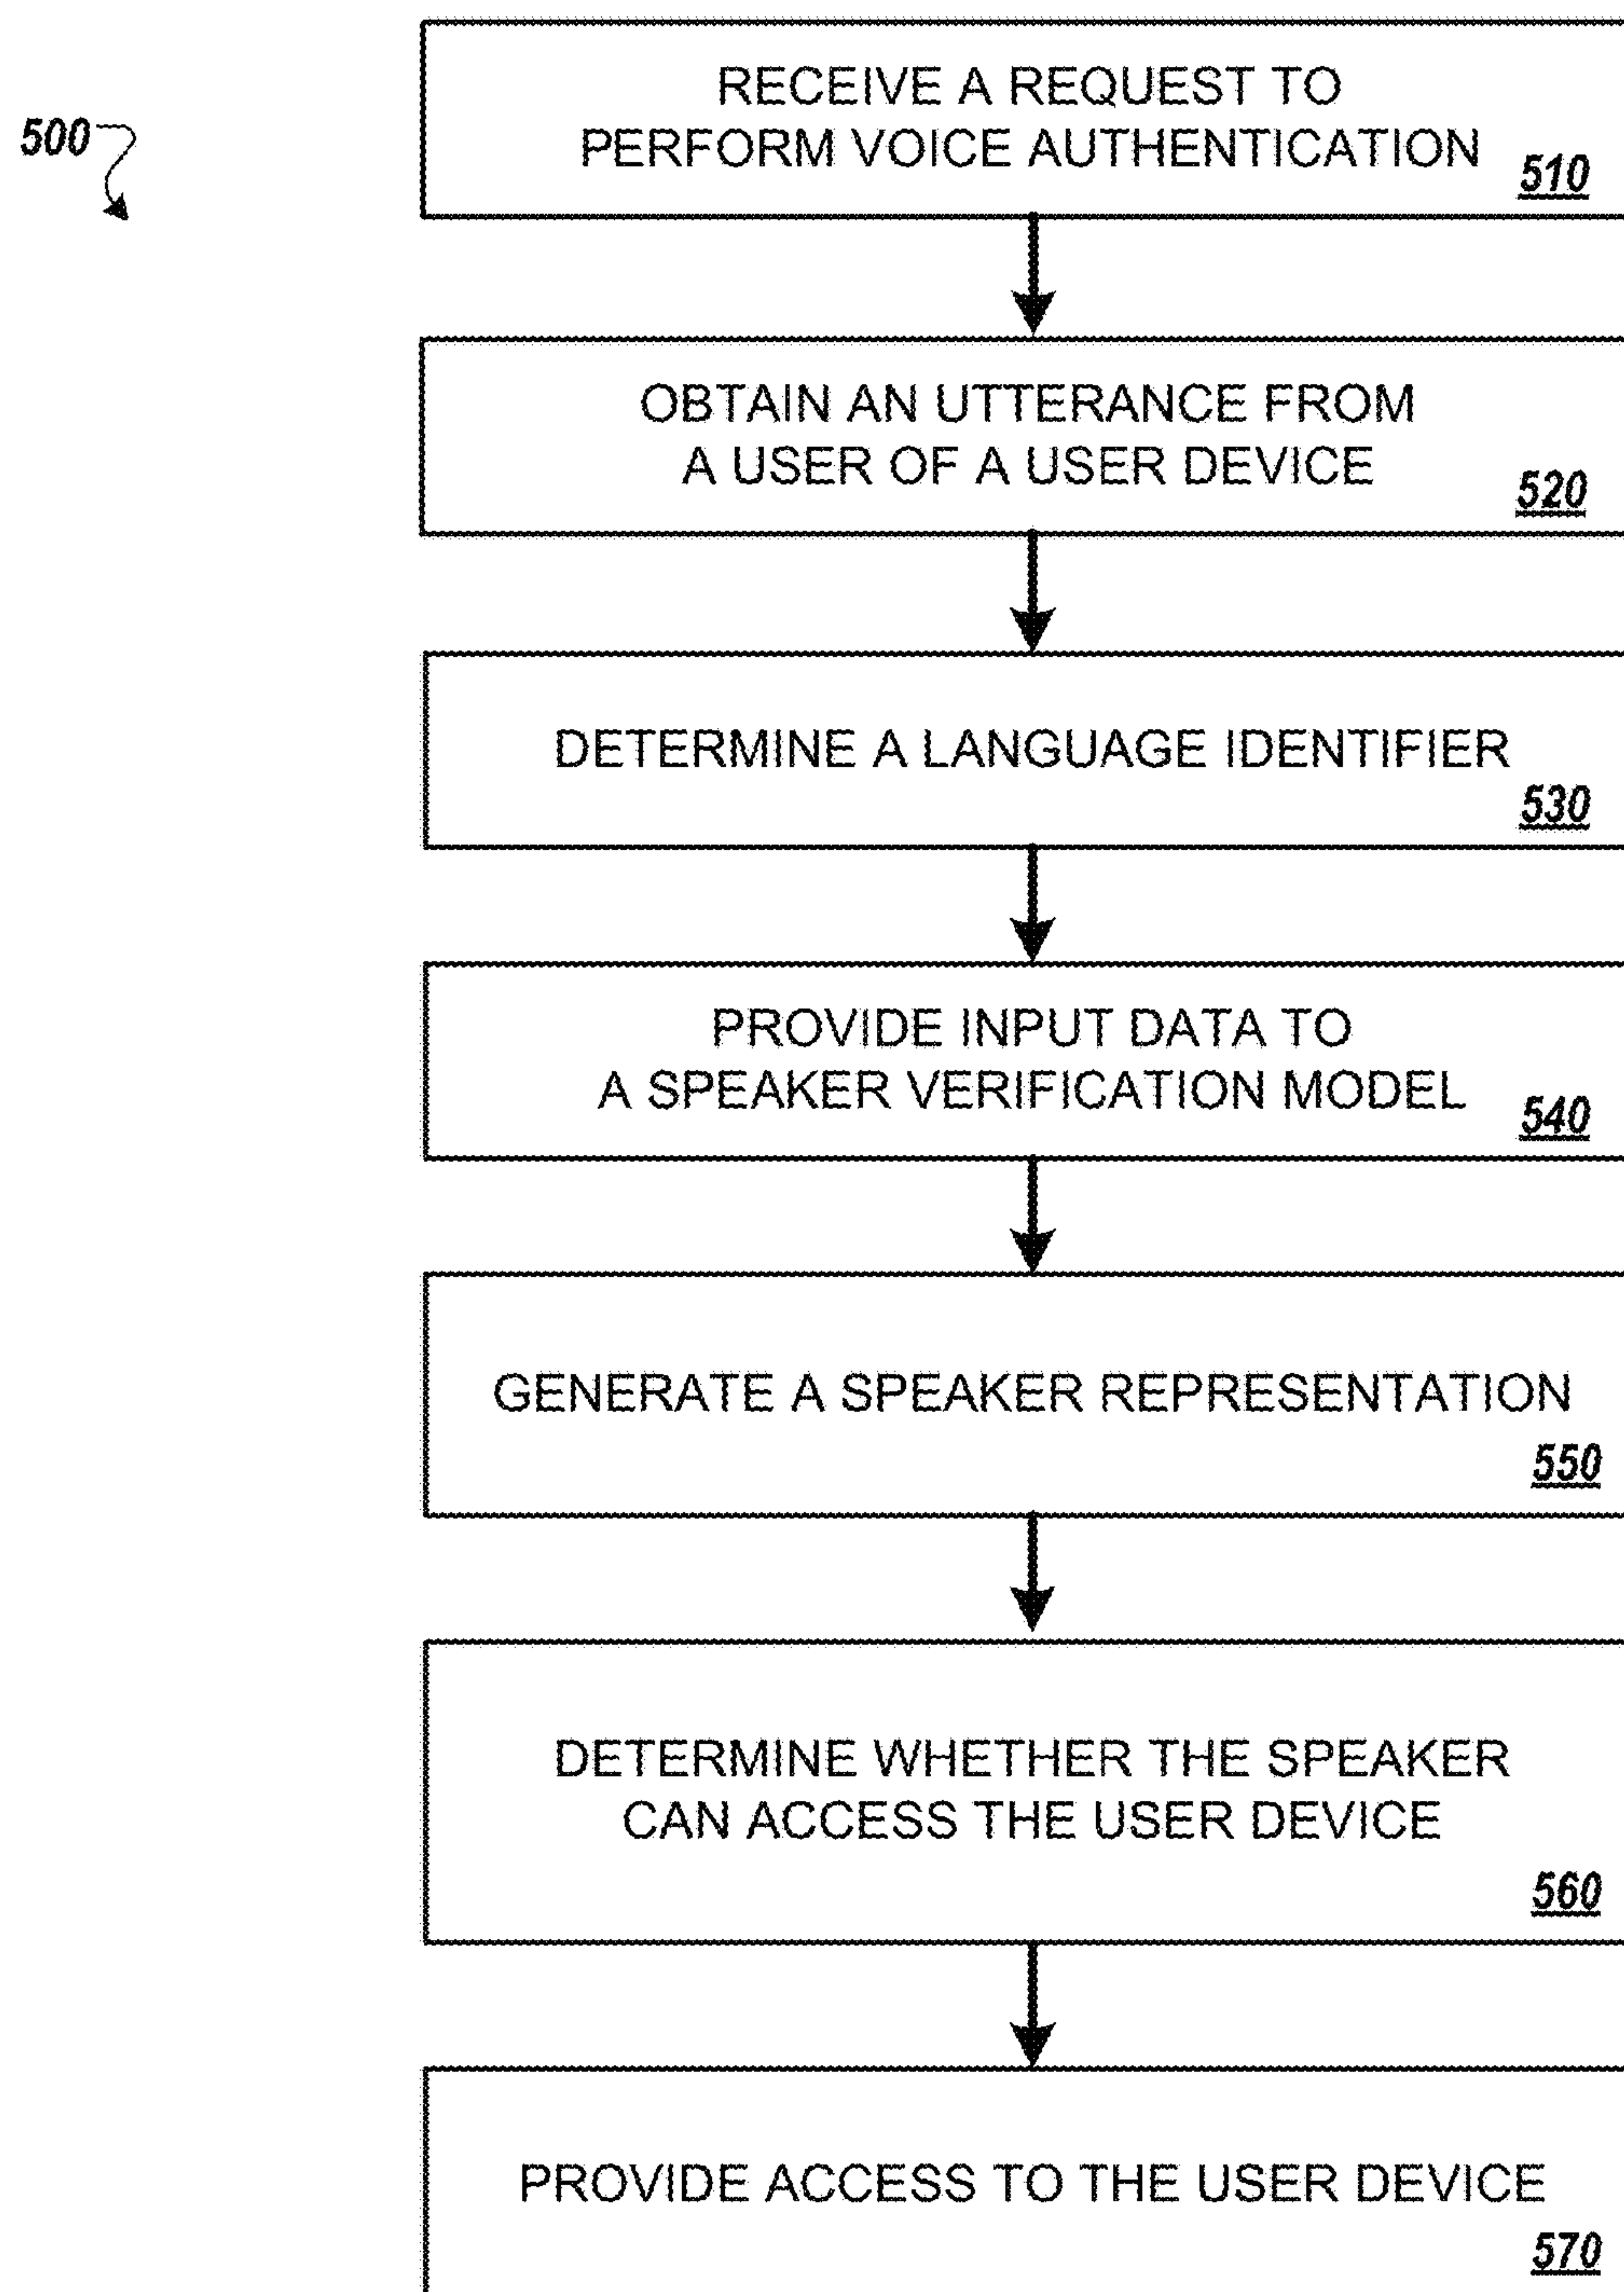 500
RECEIVE A REQUEST TO
PERFORM VOICE AUTHENTICATION
510
OBTAIN AN UTTERANCE FROM
A USER OF A USER DEVICE
520
DETERMINE A LANGUAGE IDENTIFIER
530
PROVIDE INPUT DATA TO
A SPEAKER VERIFICATION MODEL
540
GENERATE A SPEAKER REPRESENTATION
550
DETERMINE WHETHER THE SPEAKER
CAN ACCESS THE USER DEVICE
560
PROVIDE ACCESS TO THE USER DEVICE
570